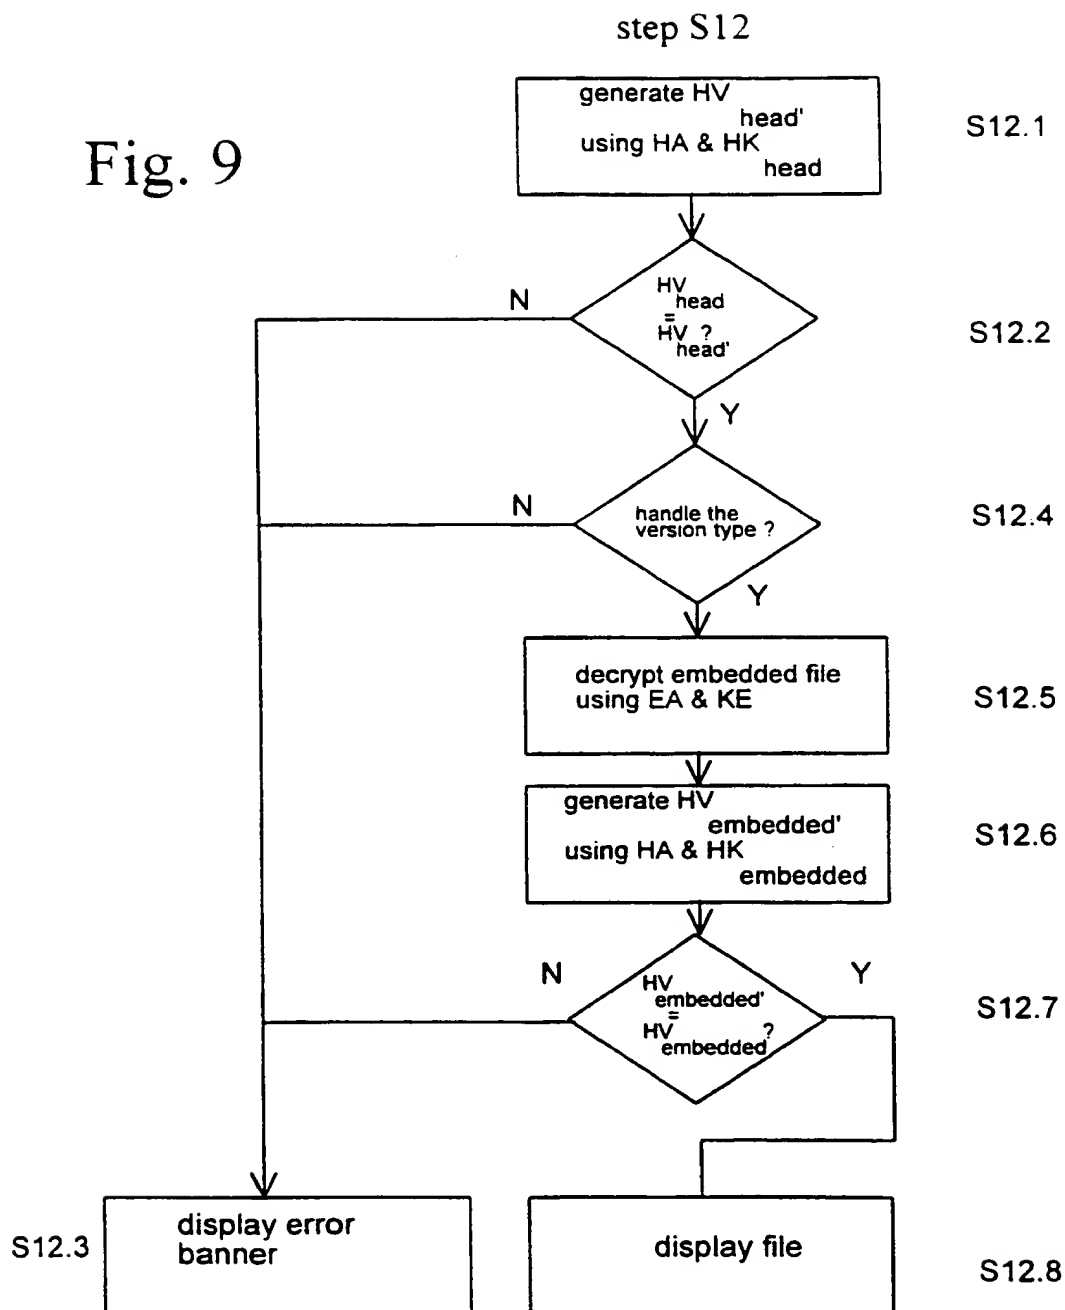 step S12
Fig. 9
generate HV
head'
using HA & HK
head
S12.1
N
HV
head
=
HV ?
head'
S12.2
Y
N
handle the
version type ?
S12.4
Y
decrypt embedded file
using EA & KE
S12.5
generate HV
embedded'
using HA & HK
embedded
S12.6
N
HV
embedded'
=
HV ?
embedded
Y
S12.7
S12.3
display error
banner
display file
S12.8